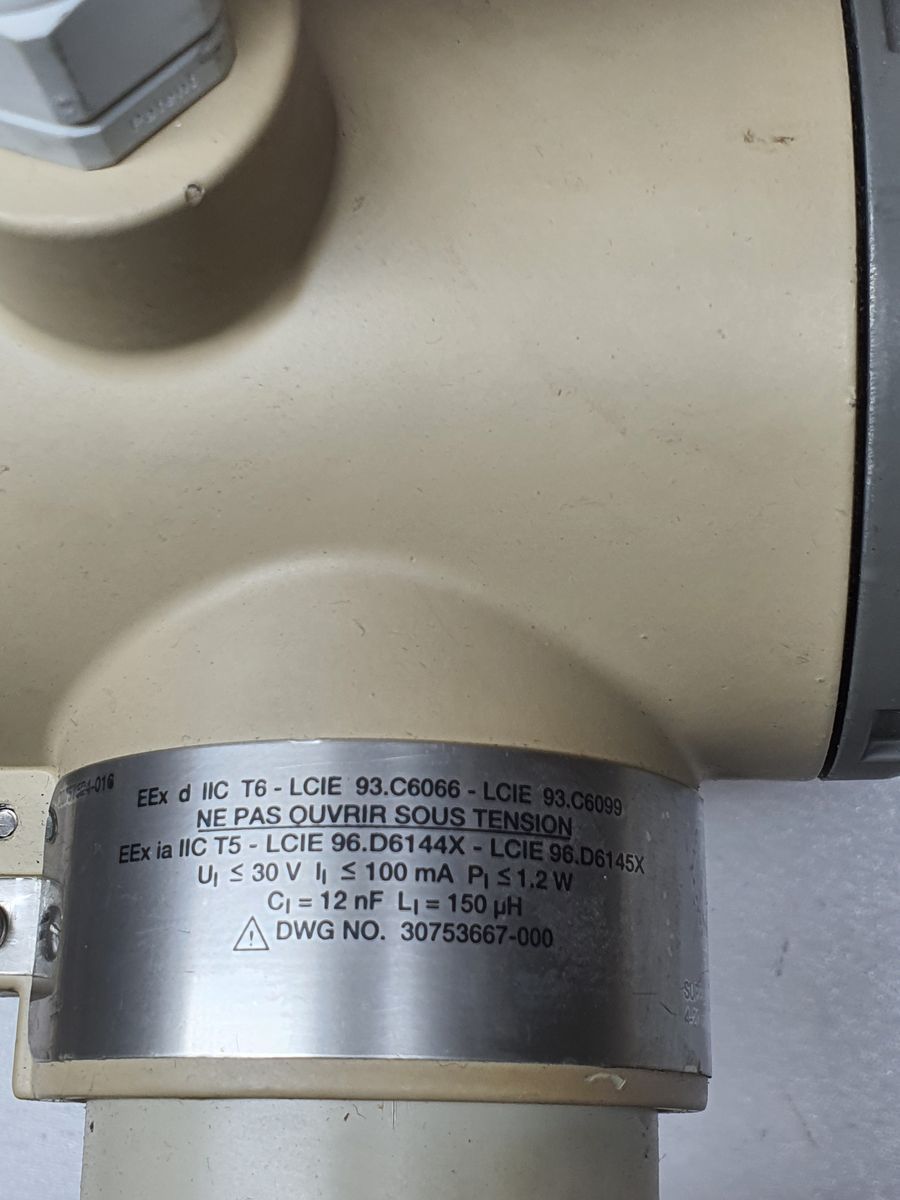 Patent
EEx d IIC T6 - LCIE 93.C6066 - LCIE 93.C6099
NE PAS OUVRIR SOUS TENSION
EEx ia IIC T5 - LCIE 96.D6144X - LCIE 96.D6145X
UI ≤ 30 V II ≤ 100 mA PI ≤ 1.2 W
CI = 12 nF LI = 150 µH
DWG NO. 30753667-000